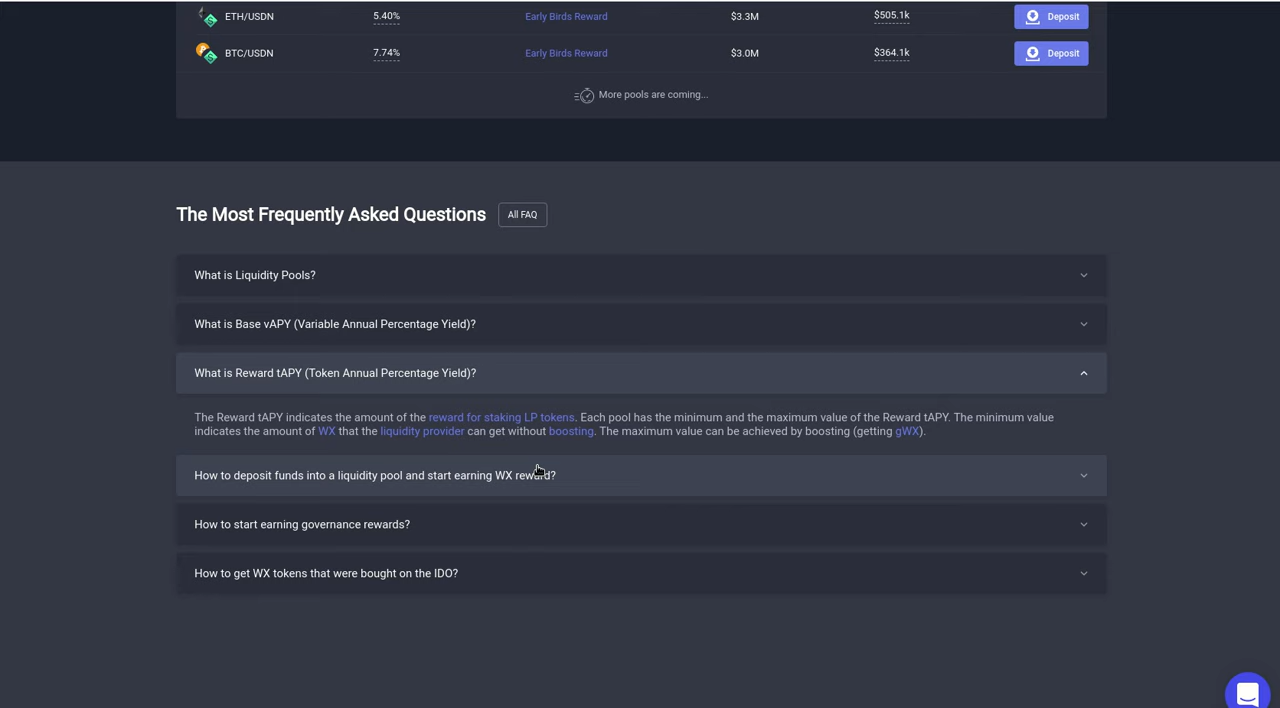 ETH/USDN 5.40% Early Birds Reward $3.3M $505.1k Deposit
BTC/USDN 7.74% Early Birds Reward $3.0M $364.1k Deposit
More pools are coming...
The Most Frequently Asked Questions All FAQ
What is Liquidity Pools?
What is Base vAPY (Variable Annual Percentage Yield)?
What is Reward tAPY (Token Annual Percentage Yield)?
The Reward tAPY indicates the amount of the reward for staking LP tokens. Each pool has the minimum and the maximum value of the Reward tAPY. The minimum value
indicates the amount of WX that the liquidity provider can get without boosting. The maximum value can be achieved by boosting (getting gWX).
How to deposit funds into a liquidity pool and start earning WX reward?
How to start earning governance rewards?
How to get WX tokens that were bought on the IDO?